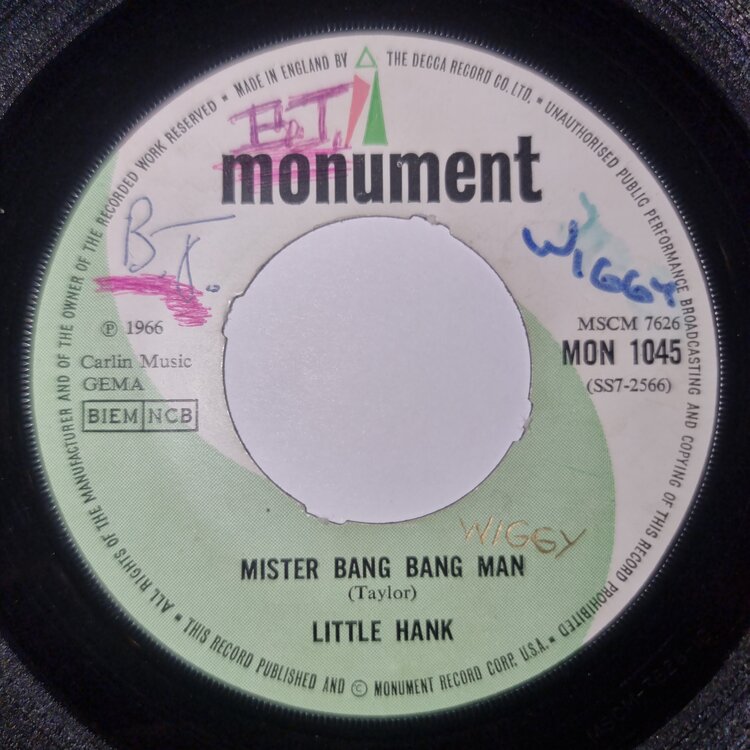 ALL RIGHTS OF THE MANUFACTURER AND OF THE OWNER OF THE RECORDED WORK RESERVED ▪ MADE IN ENGLAND BY THE DECCA RECORD CO. LTD. ▪ UNAUTHORISED PUBLIC PERFORMANCE BROADCASTING AND COPYING OF THIS RECORD PROHIBITED ▪
monument
B.K.
WIGGY
℗ 1966
MSCM 7626
Carlin Music
MON 1045
GEMA
(SS7-2566)
BIEM NCB
WIGGY
MISTER BANG BANG MAN
(Taylor)
LITTLE HANK
THIS RECORD PUBLISHED AND © MONUMENT RECORD CORP, U.S.A.